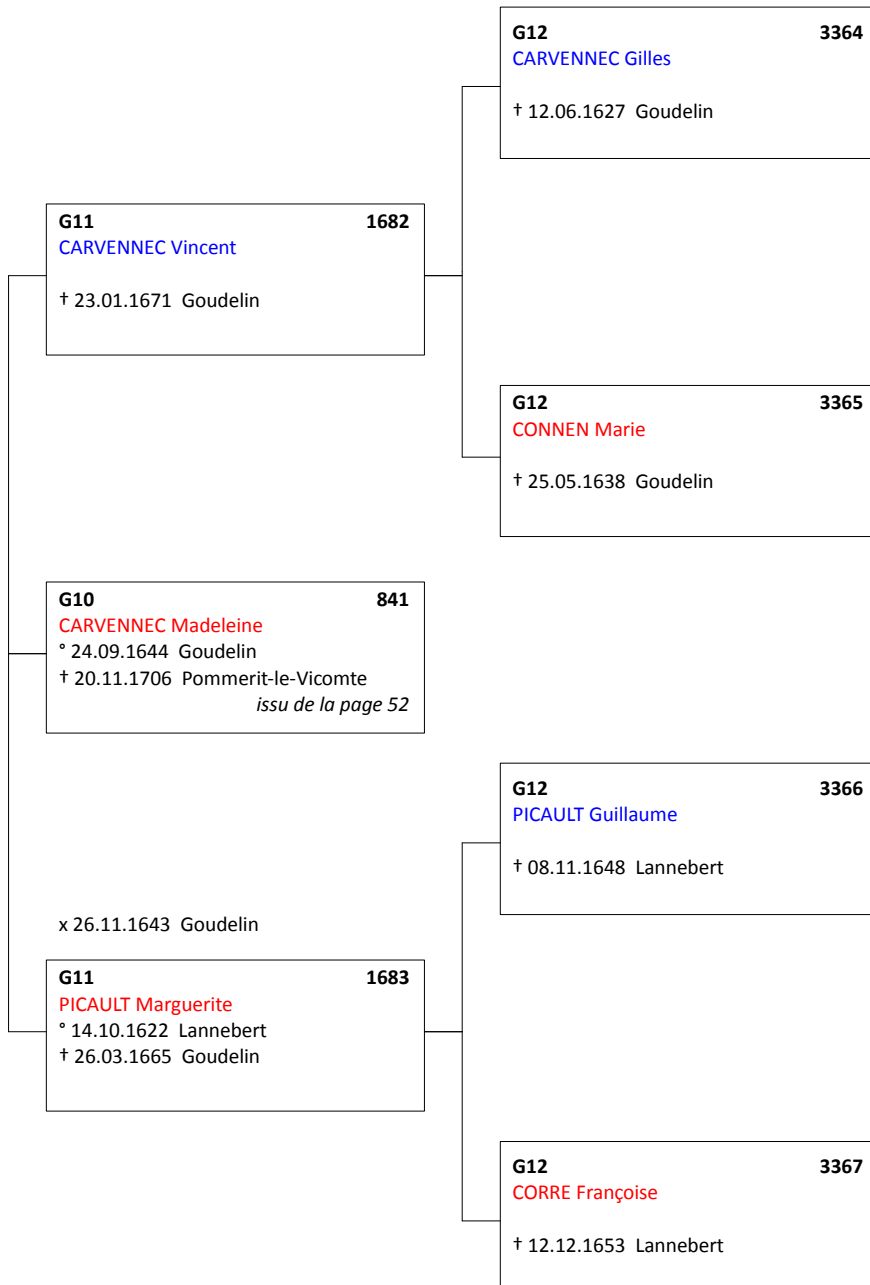 G12 3364
CARVENNEC Gilles
† 12.06.1627 Goudelin
G11 1682
CARVENNEC Vincent
† 23.01.1671 Goudelin
G12 3365
CONNEN Marie
† 25.05.1638 Goudelin
G10 841
CARVENNEC Madeleine
° 24.09.1644 Goudelin
† 20.11.1706 Pommerit-le-Vicomte
issu de la page 52
G12 3366
PICAULT Guillaume
† 08.11.1648 Lannebert
x 26.11.1643 Goudelin
G11 1683
PICAULT Marguerite
° 14.10.1622 Lannebert
† 26.03.1665 Goudelin
G12 3367
CORRE Françoise
† 12.12.1653 Lannebert